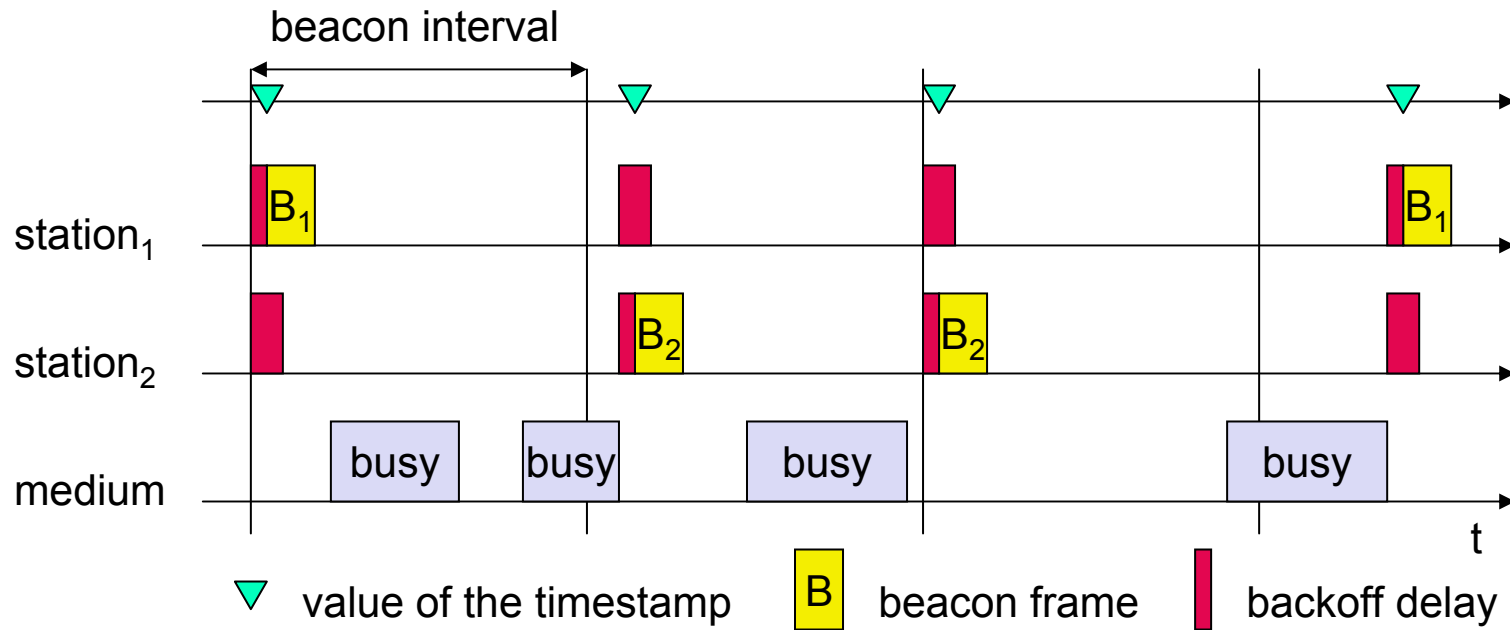 beacon interval
station₁ B₁ B₁
station₂ B₂ B₂
medium busy busy busy busy
t
value of the timestamp B beacon frame backoff delay